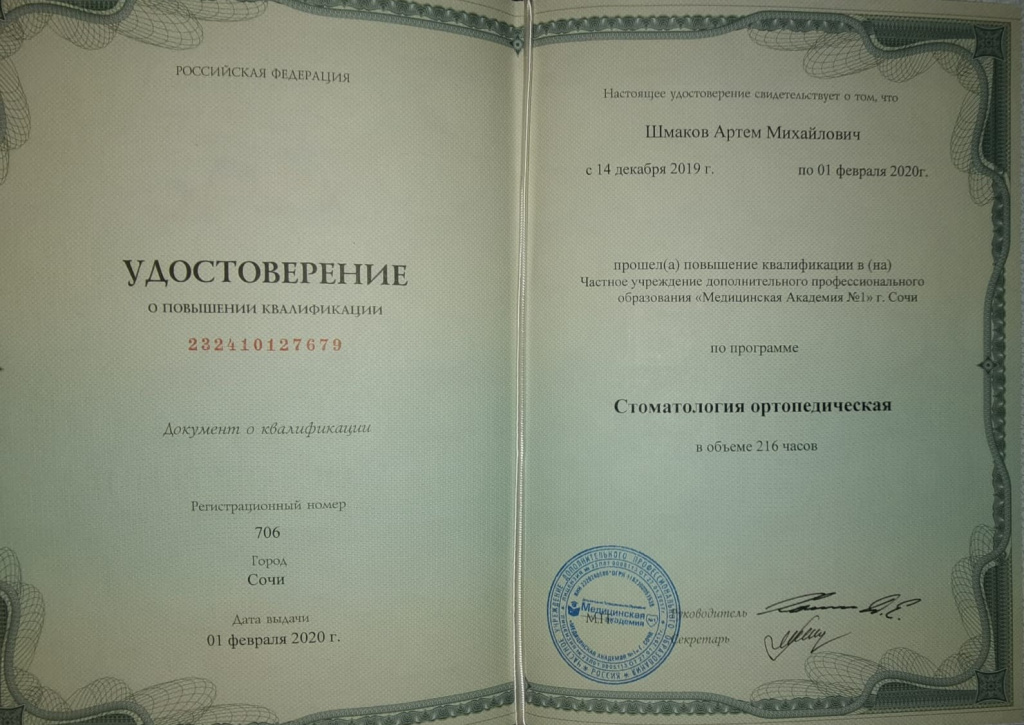 РОССИЙСКАЯ ФЕДЕРАЦИЯ
УДОСТОВЕРЕНИЕ
О ПОВЫШЕНИИ КВАЛИФИКАЦИИ
232410127679
Документ о квалификации
Регистрационный номер
706
Город
Сочи
Дата выдачи
01 февраля 2020 г.
Настоящее удостоверение свидетельствует о том, что
Шмаков Артем Михайлович
с 14 декабря 2019 г. по 01 февраля 2020г.
прошел(а) повышение квалификации в (на)
Частное учреждение дополнительного профессионального
образования «Медицинская Академия №1» г. Сочи
по программе
Стоматология ортопедическая
в объеме 216 часов
Медицинская
академия
Руководитель
Секретарь